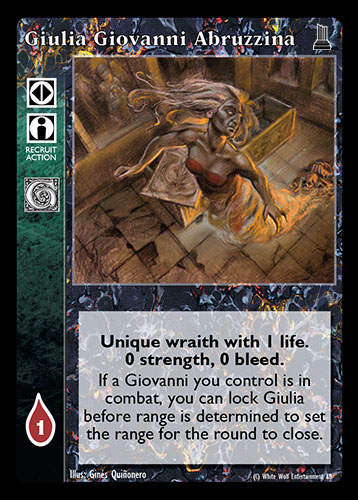 Giulia Giovanni Abruzzina
RECRUIT
ACTION
Unique wraith with 1 life.
0 strength, 0 bleed.
If a Giovanni you control is in
combat, you can lock Giulia
before range is determined to set
the range for the round to close.
1
Illus: Ginés Quiñonero
(C) White Wolf Entertainment AB